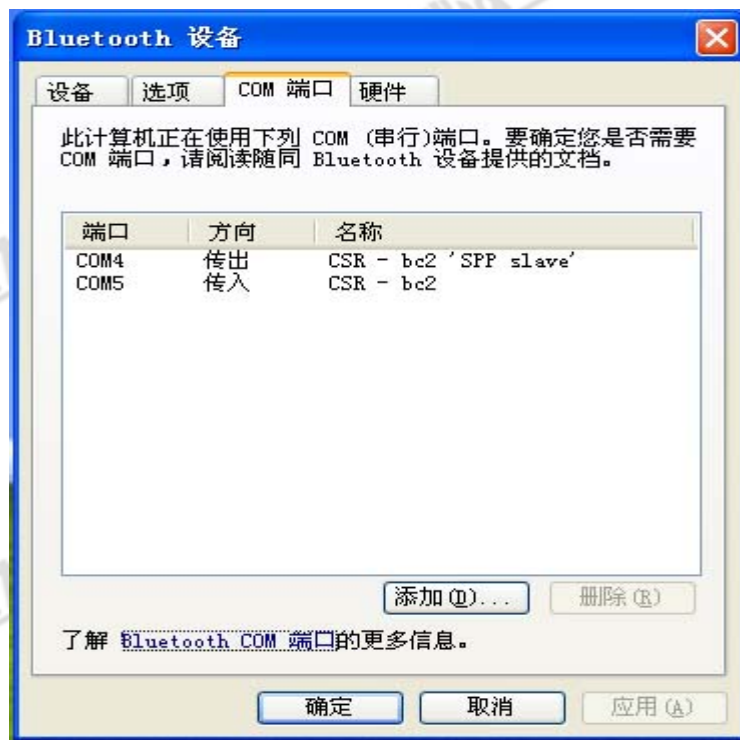 Bluetooth 设备
设备 选项 COM 端口 硬件
此计算机正在使用下列 COM (串行)端口。要确定您是否需要
COM 端口，请阅读随同 Bluetooth 设备提供的文档。
端口 方向 名称
COM4 传出 CSR - bc2 'SPP slave'
COM5 传入 CSR - bc2
添加(D)... 删除(R)
了解 Bluetooth COM 端口的更多信息。
确定 取消 应用(A)